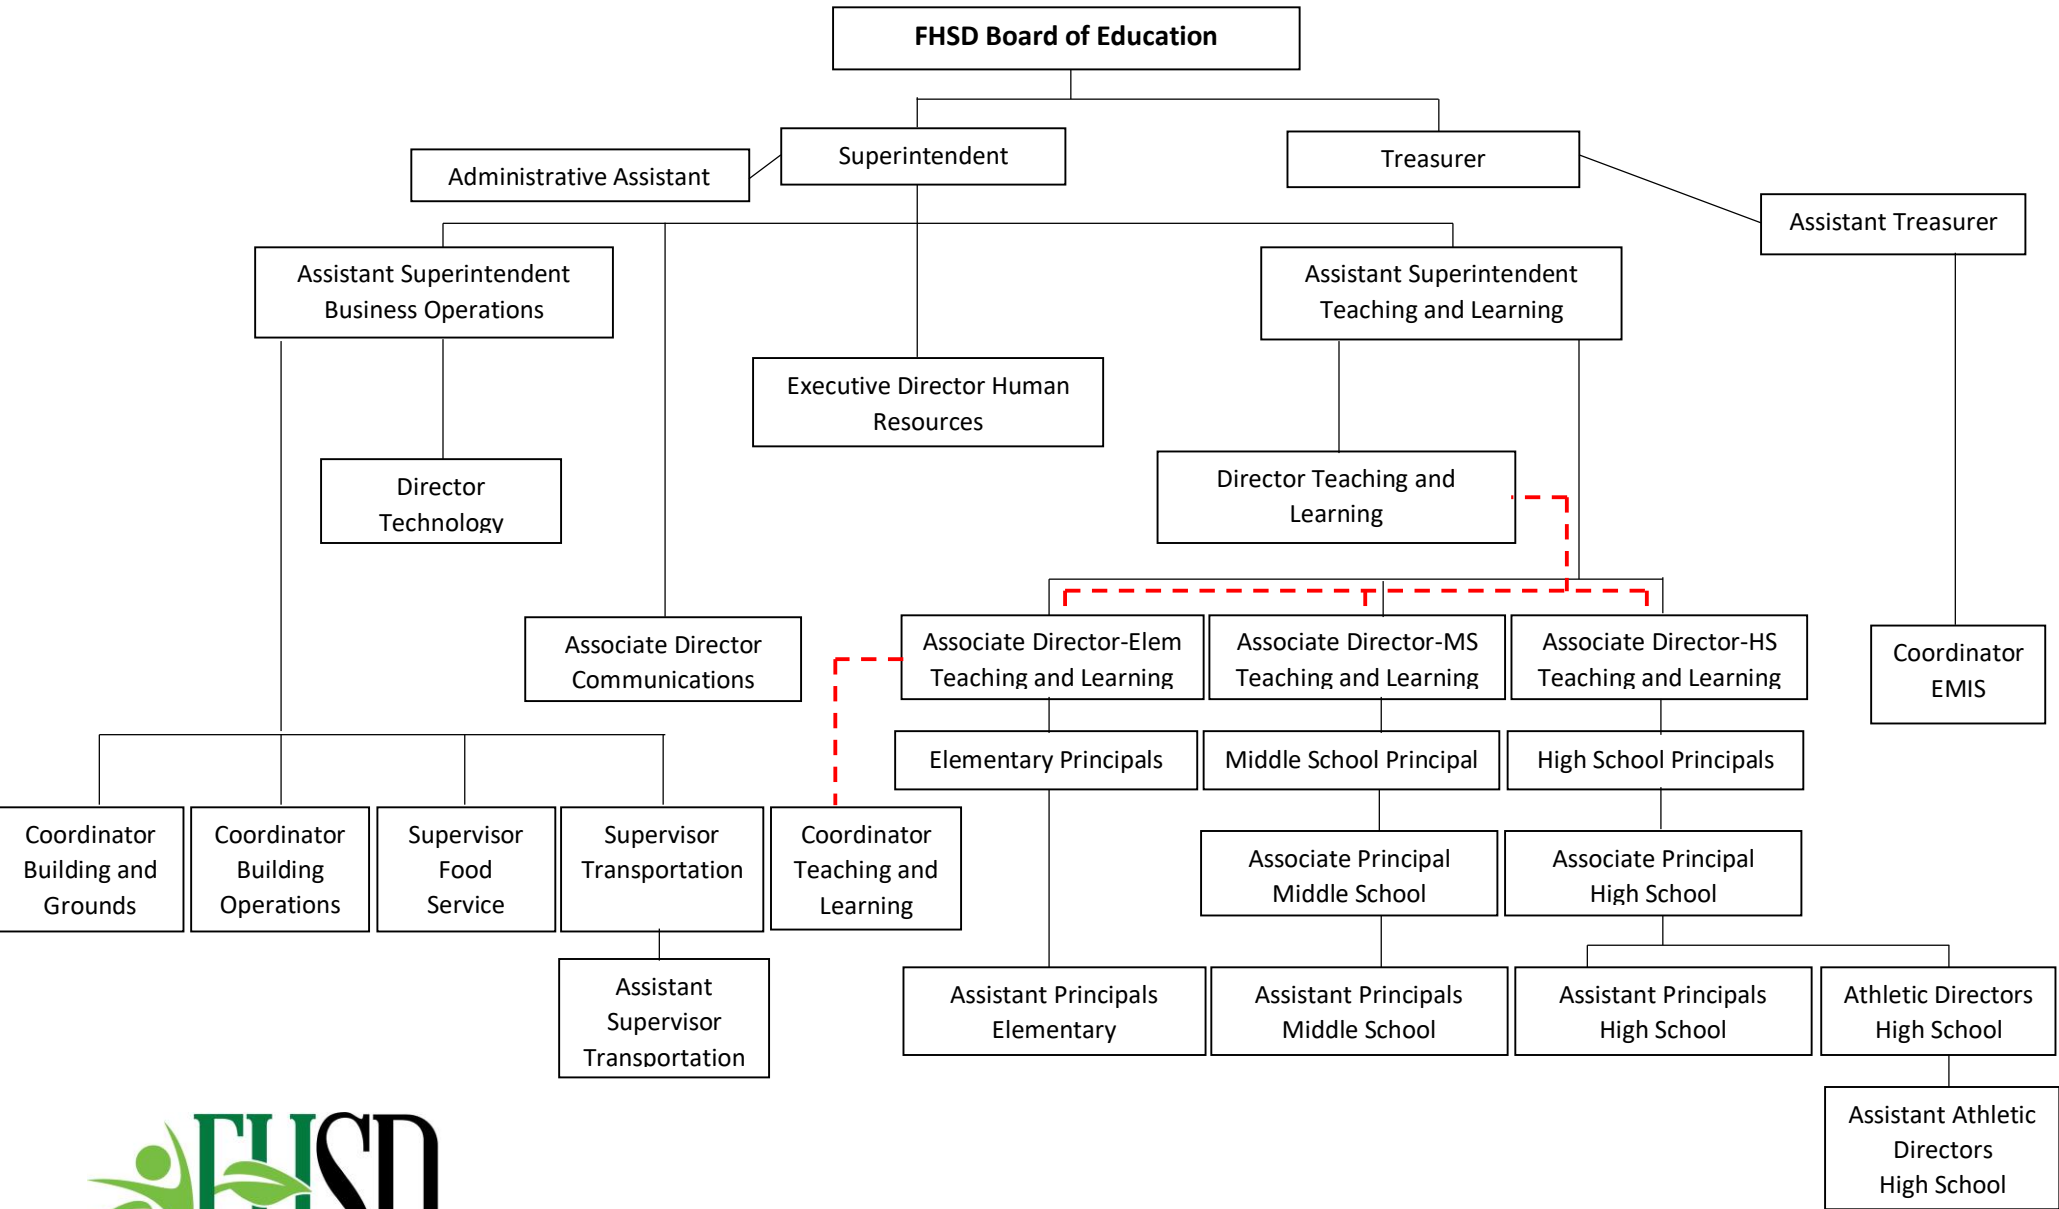 FHSD Board of Education
Superintendent
Treasurer
Administrative Assistant
Assistant Treasurer
Assistant Superintendent
Business Operations
Assistant Superintendent
Teaching and Learning
Executive Director Human
Resources
Director
Technology
Director Teaching and
Learning
Associate Director
Communications
Associate Director-Elem
Teaching and Learning
Associate Director-MS
Teaching and Learning
Associate Director-HS
Teaching and Learning
Coordinator
EMIS
Elementary Principals
Middle School Principal
High School Principals
Coordinator
Building and
Grounds
Coordinator
Building
Operations
Supervisor
Food
Service
Supervisor
Transportation
Coordinator
Teaching and
Learning
Associate Principal
Middle School
Associate Principal
High School
Assistant
Supervisor
Transportation
Assistant Principals
Elementary
Assistant Principals
Middle School
Assistant Principals
High School
Athletic Directors
High School
Assistant Athletic
Directors
High School
FHSD